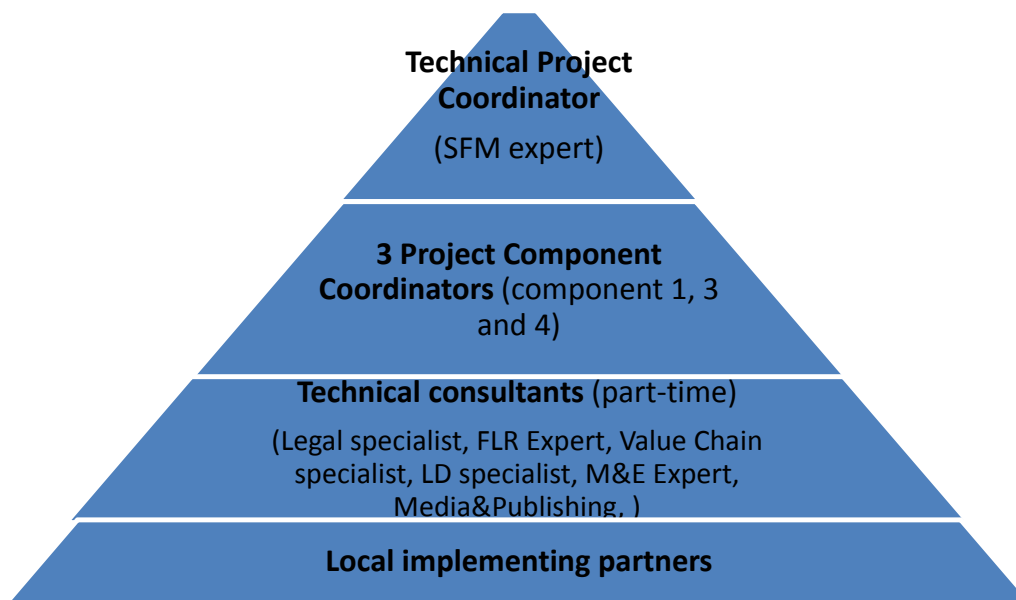 Technical Project
Coordinator
(SFM expert)
3 Project Component
Coordinators (component 1, 3
and 4)
Technical consultants (part-time)
(Legal specialist, FLR Expert, Value Chain
specialist, LD specialist, M&E Expert,
Media&Publishing, )
Local implementing partners